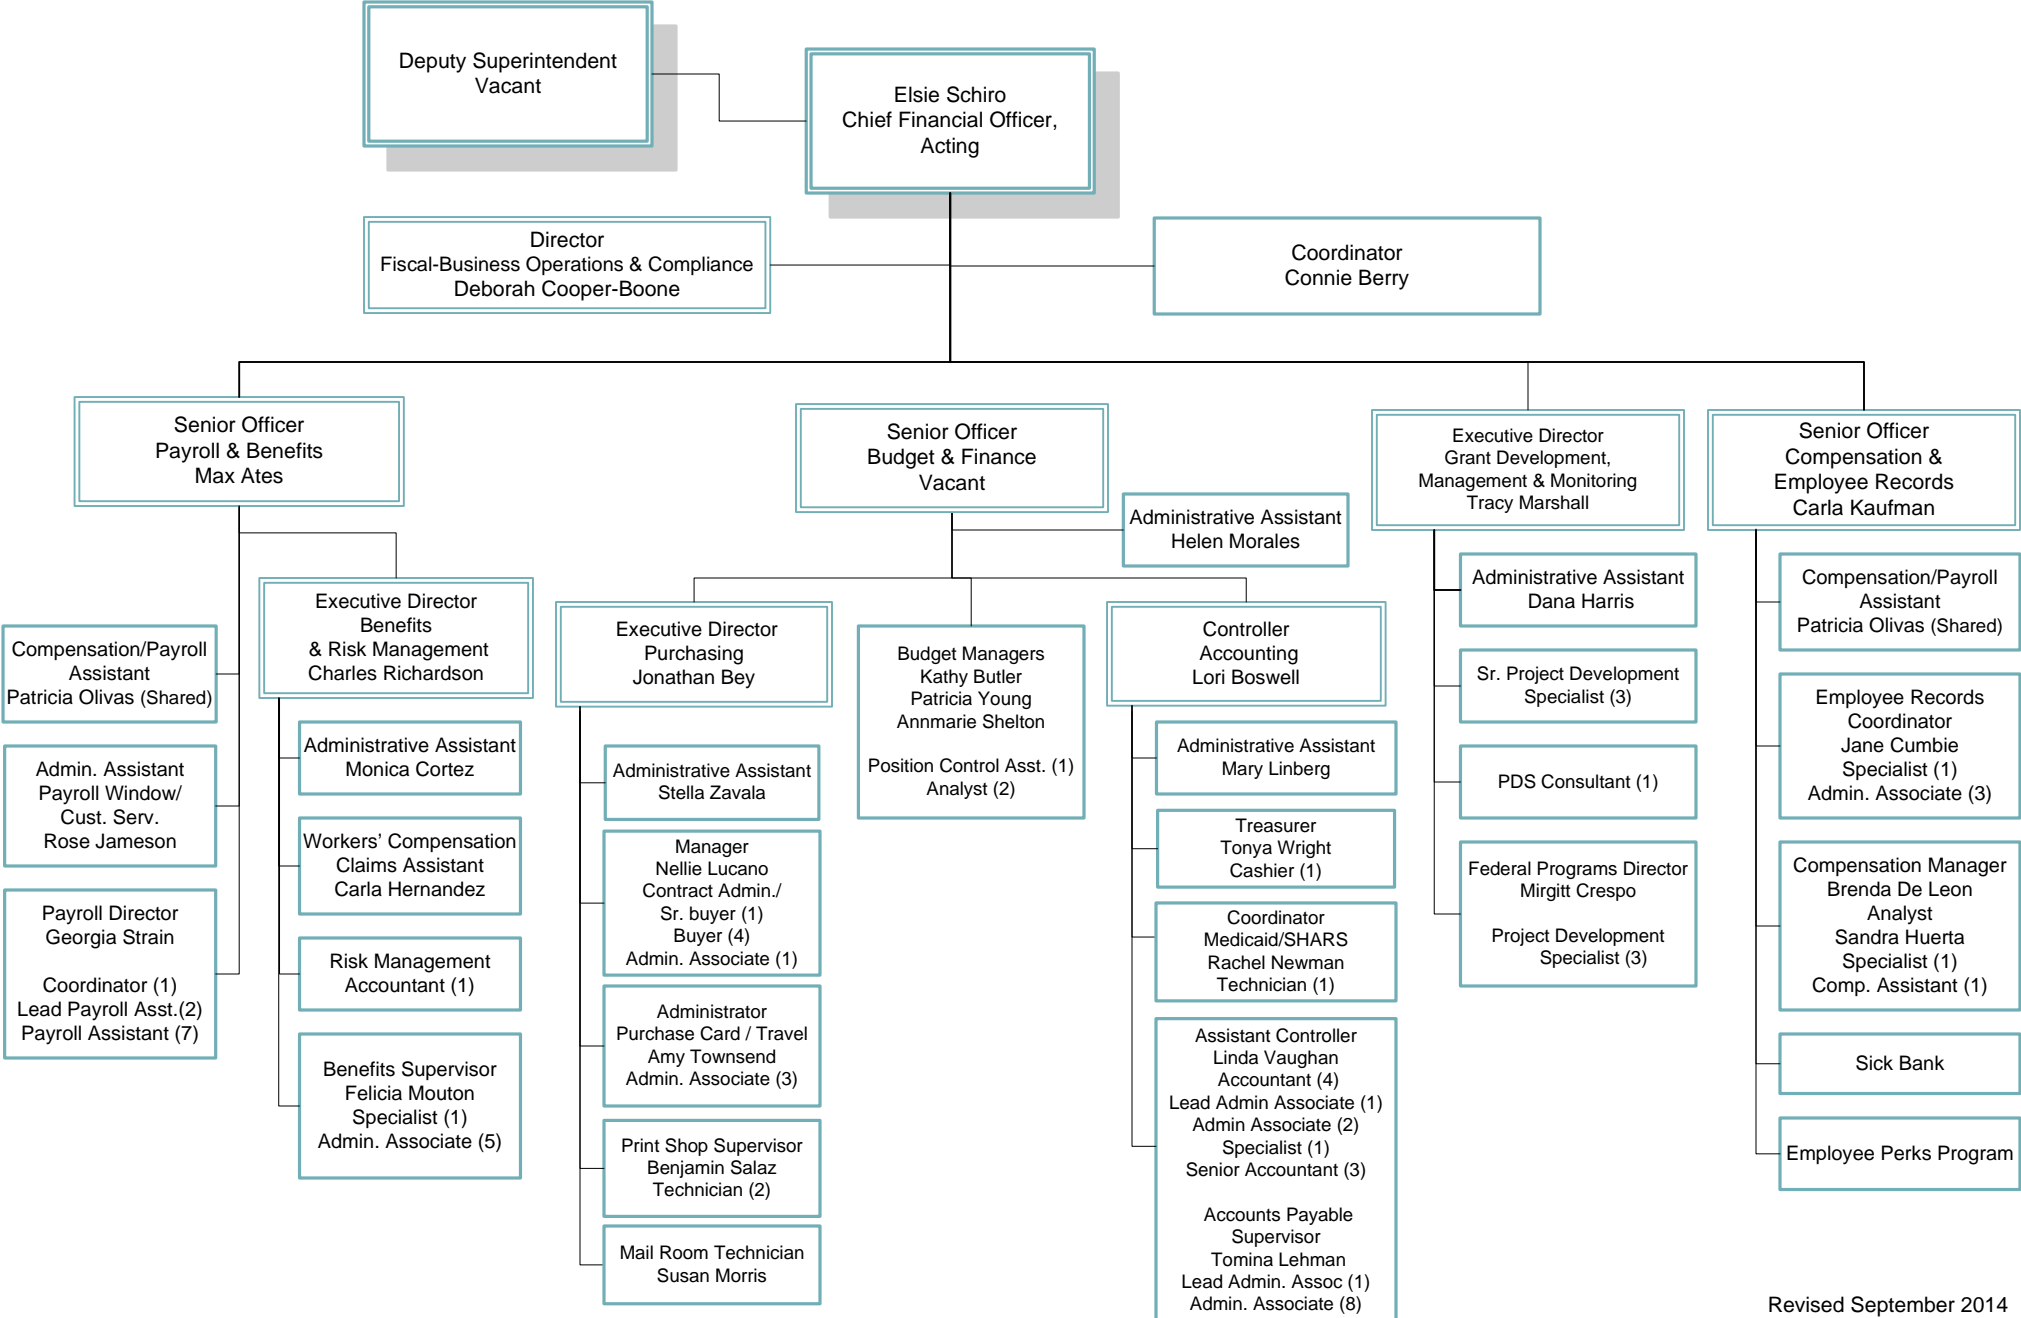 Deputy Superintendent
Vacant
Elsie Schiro
Chief Financial Officer,
Acting
Director
Fiscal-Business Operations & Compliance
Deborah Cooper-Boone
Coordinator
Connie Berry
Senior Officer
Payroll & Benefits
Max Ates
Senior Officer
Budget & Finance
Vacant
Executive Director
Grant Development,
Management & Monitoring
Tracy Marshall
Senior Officer
Compensation &
Employee Records
Carla Kaufman
Administrative Assistant
Helen Morales
Compensation/Payroll
Assistant
Patricia Olivas (Shared)
Admin. Assistant
Payroll Window/
Cust. Serv.
Rose Jameson
Payroll Director
Georgia Strain
Coordinator (1)
Lead Payroll Asst.(2)
Payroll Assistant (7)
Executive Director
Benefits
& Risk Management
Charles Richardson
Administrative Assistant
Monica Cortez
Workers’ Compensation
Claims Assistant
Carla Hernandez
Risk Management
Accountant (1)
Benefits Supervisor
Felicia Mouton
Specialist (1)
Admin. Associate (5)
Executive Director
Purchasing
Jonathan Bey
Administrative Assistant
Stella Zavala
Manager
Nellie Lucano
Contract Admin./
Sr. buyer (1)
Buyer (4)
Admin. Associate (1)
Administrator
Purchase Card / Travel
Amy Townsend
Admin. Associate (3)
Print Shop Supervisor
Benjamin Salaz
Technician (2)
Mail Room Technician
Susan Morris
Budget Managers
Kathy Butler
Patricia Young
Annmarie Shelton
Position Control Asst. (1)
Analyst (2)
Controller
Accounting
Lori Boswell
Administrative Assistant
Mary Linberg
Treasurer
Tonya Wright
Cashier (1)
Coordinator
Medicaid/SHARS
Rachel Newman
Technician (1)
Assistant Controller
Linda Vaughan
Accountant (4)
Lead Admin Associate (1)
Admin Associate (2)
Specialist (1)
Senior Accountant (3)
Accounts Payable
Supervisor
Tomina Lehman
Lead Admin. Assoc (1)
Admin. Associate (8)
Administrative Assistant
Dana Harris
Sr. Project Development
Specialist (3)
PDS Consultant (1)
Federal Programs Director
Mirgitt Crespo
Project Development
Specialist (3)
Compensation/Payroll
Assistant
Patricia Olivas (Shared)
Employee Records
Coordinator
Jane Cumbie
Specialist (1)
Admin. Associate (3)
Compensation Manager
Brenda De Leon
Analyst
Sandra Huerta
Specialist (1)
Comp. Assistant (1)
Sick Bank
Employee Perks Program
Revised September 2014